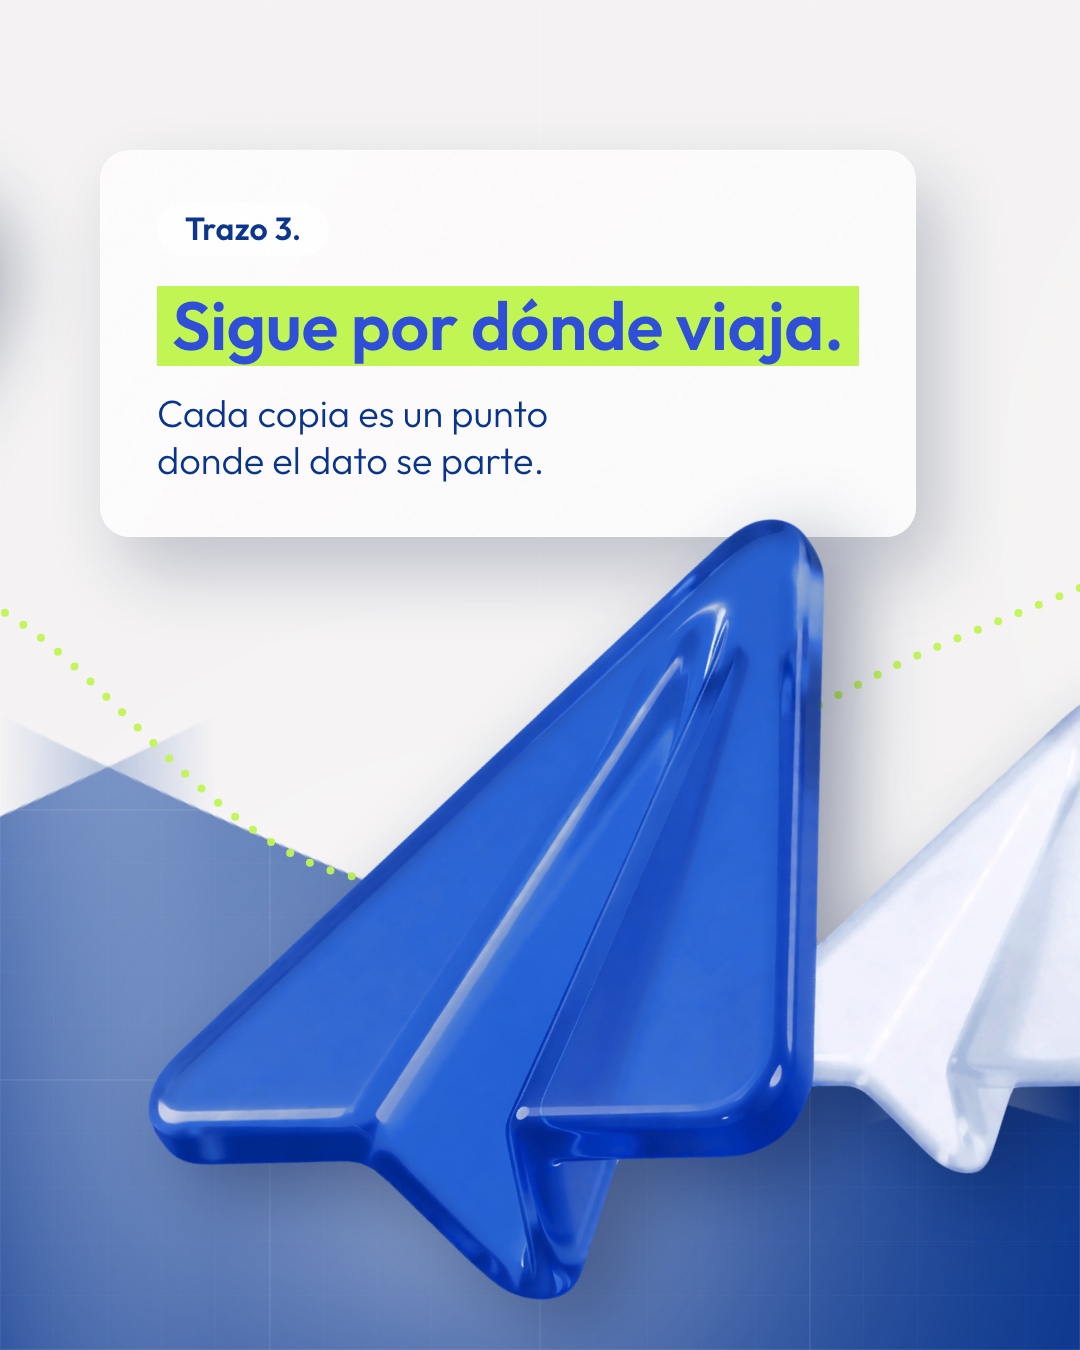 Trazo 3.
Sigue por dónde viaja.
Cada copia es un punto
donde el dato se parte.